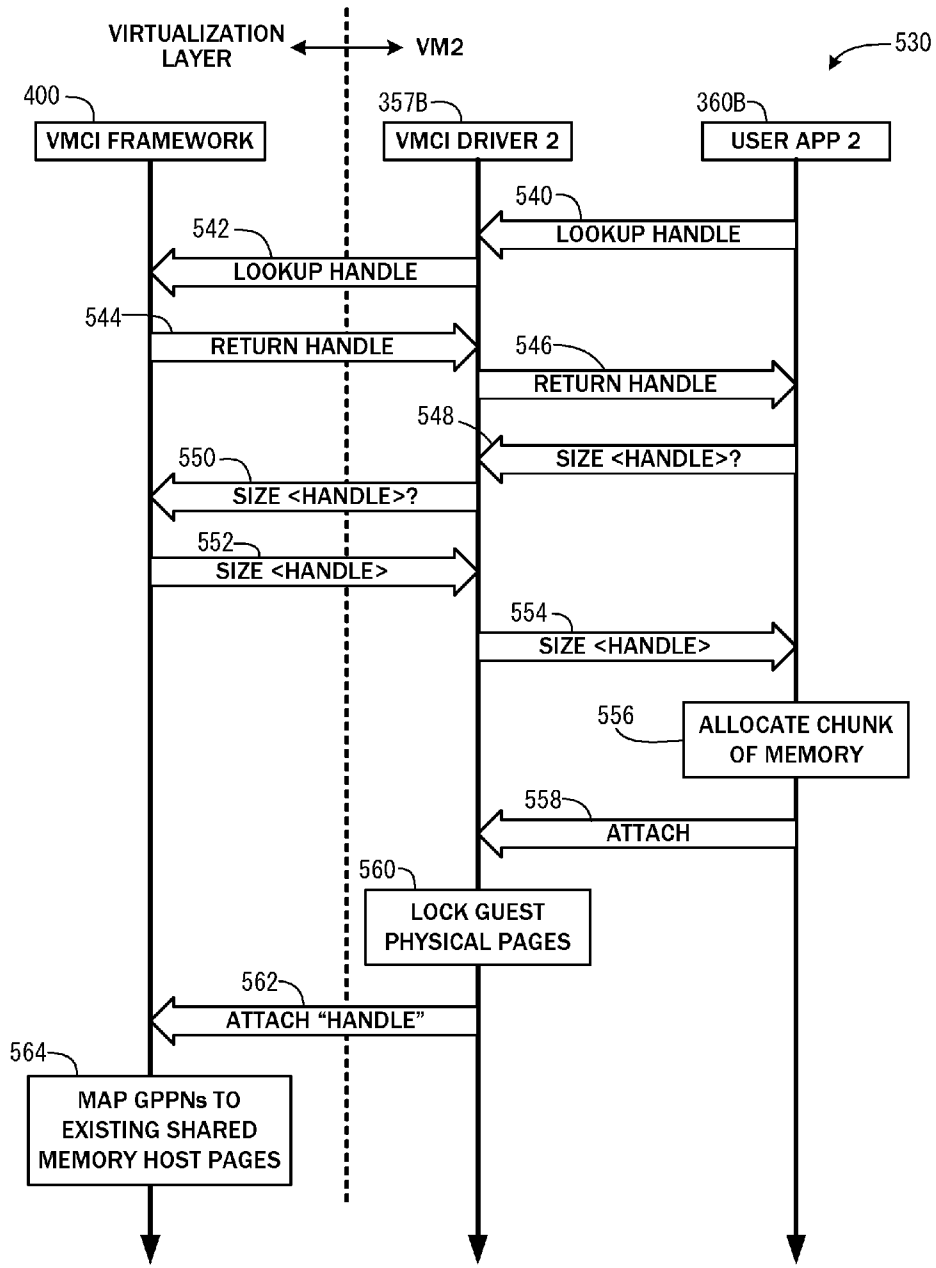 VIRTUALIZATION
LAYER
VM2
530
400
357B
360B
VMCI FRAMEWORK
VMCI DRIVER 2
USER APP 2
540
LOOKUP HANDLE
542
LOOKUP HANDLE
544
RETURN HANDLE
546
RETURN HANDLE
548
SIZE <HANDLE>?
550
SIZE <HANDLE>?
552
SIZE <HANDLE>
554
SIZE <HANDLE>
556
ALLOCATE CHUNK
OF MEMORY
558
ATTACH
560
LOCK GUEST
PHYSICAL PAGES
562
ATTACH “HANDLE”
564
MAP GPPNs TO
EXISTING SHARED
MEMORY HOST PAGES